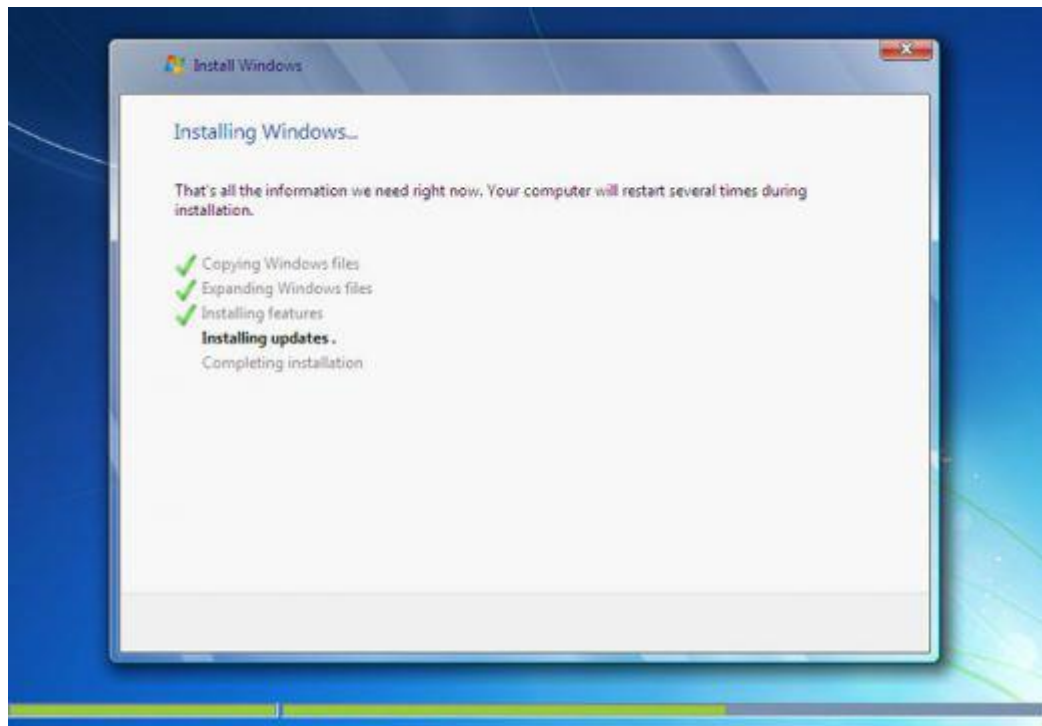 Install Windows
Installing Windows...
That's all the information we need right now. Your computer will restart several times during
installation.
Copying Windows files
Expanding Windows files
Installing features
Installing updates .
Completing installation